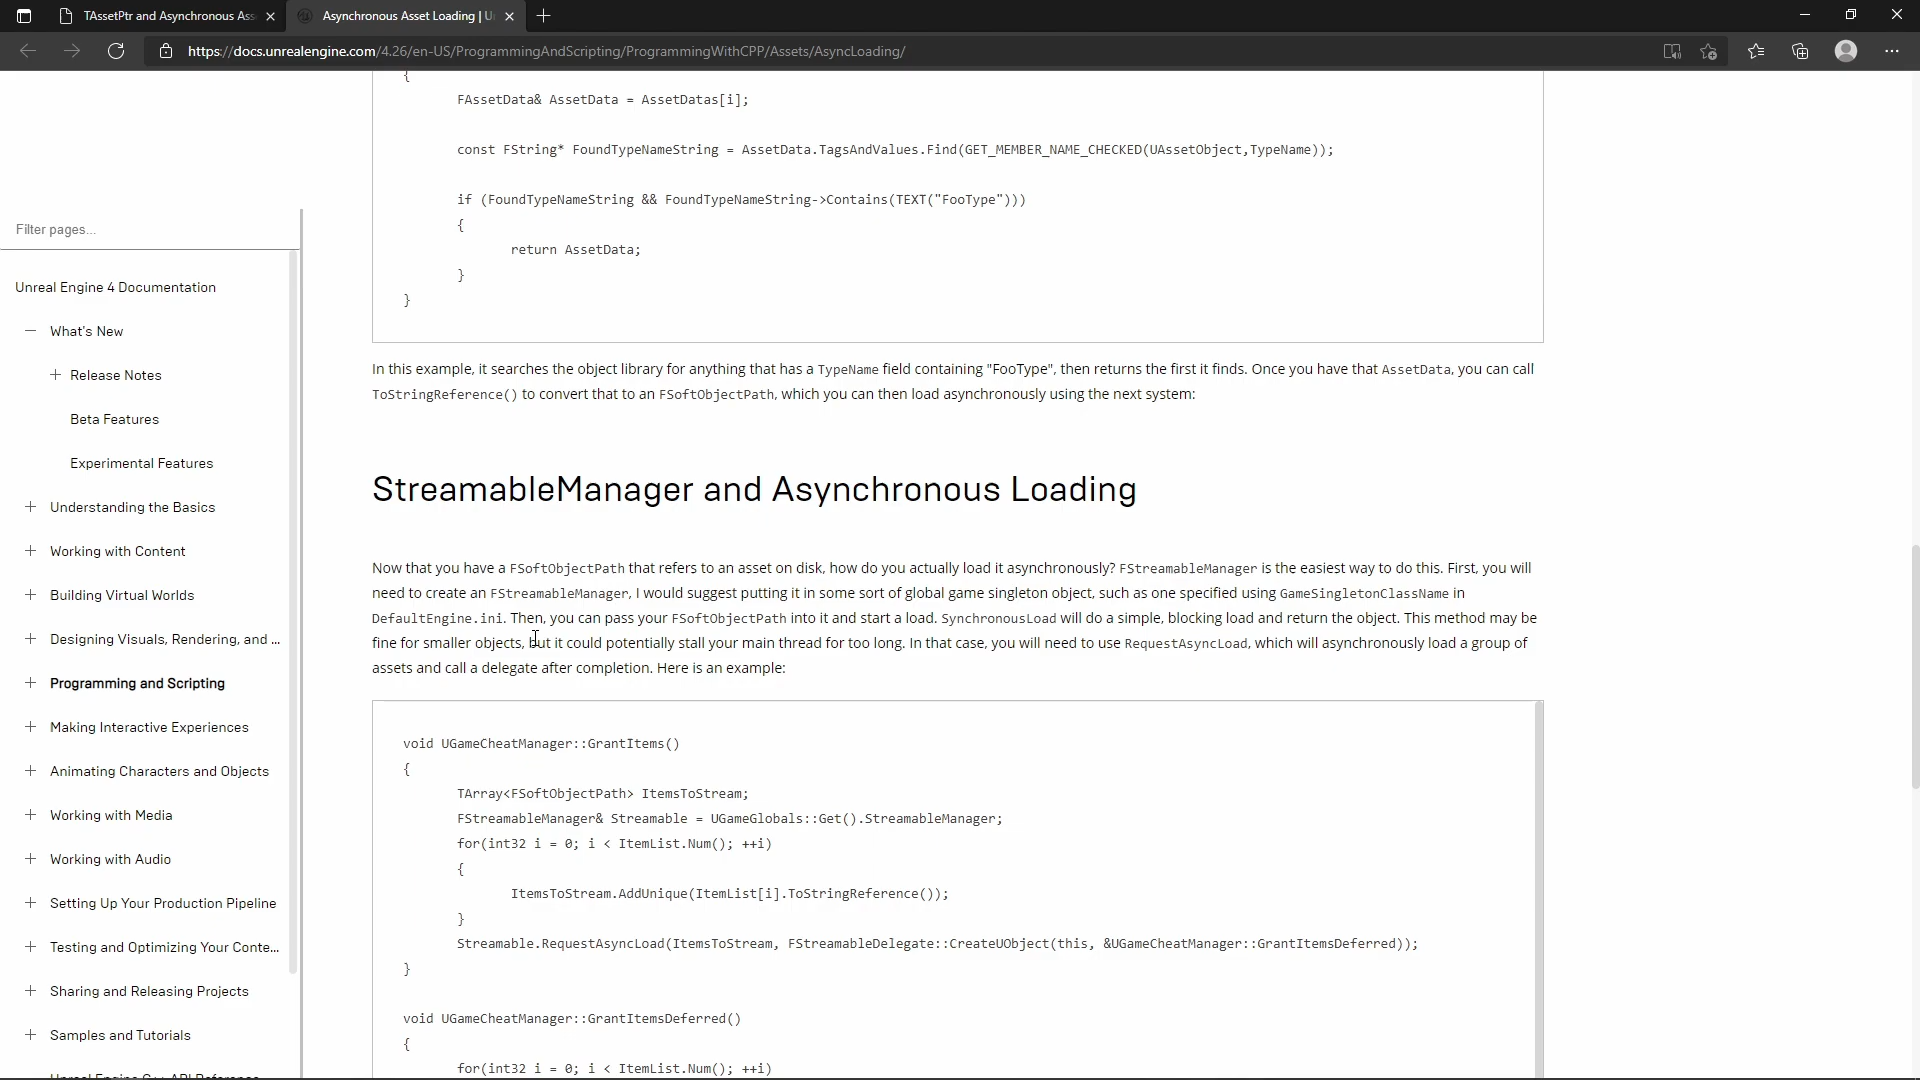 TAssetPtr and Asynchronous Ass
Asynchronous Asset Loading | U
https://docs.unrealengine.com/4.26/en-US/ProgrammingAndScripting/ProgrammingWithCPP/Assets/AsyncLoading/
Filter pages...
Unreal Engine 4 Documentation
What's New
Release Notes
Beta Features
Experimental Features
Understanding the Basics
Working with Content
Building Virtual Worlds
Designing Visuals, Rendering, and ...
Programming and Scripting
Making Interactive Experiences
Animating Characters and Objects
Working with Media
Working with Audio
Setting Up Your Production Pipeline
Testing and Optimizing Your Conte...
Sharing and Releasing Projects
Samples and Tutorials
Unreal Engine C++ API Reference
{
FAssetData& AssetData = AssetDatas[i];
const FString* FoundTypeNameString = AssetData.TagsAndValues.Find(GET_MEMBER_NAME_CHECKED(UAssetObject,TypeName));
if (FoundTypeNameString && FoundTypeNameString->Contains(TEXT("FooType")))
{
return AssetData;
}
}
In this example, it searches the object library for anything that has a TypeName field containing "FooType", then returns the first it finds. Once you have that AssetData, you can call
ToStringReference() to convert that to an FSoftObjectPath, which you can then load asynchronously using the next system:
StreamableManager and Asynchronous Loading
Now that you have a FSoftObjectPath that refers to an asset on disk, how do you actually load it asynchronously? FStreamableManager is the easiest way to do this. First, you will
need to create an FStreamableManager, I would suggest putting it in some sort of global game singleton object, such as one specified using GameSingletonClassName in
DefaultEngine.ini. Then, you can pass your FSoftObjectPath into it and start a load. SynchronousLoad will do a simple, blocking load and return the object. This method may be
fine for smaller objects, but it could potentially stall your main thread for too long. In that case, you will need to use RequestAsyncLoad, which will asynchronously load a group of
assets and call a delegate after completion. Here is an example:
void UGameCheatManager::GrantItems()
{
TArray<FSoftObjectPath> ItemsToStream;
FStreamableManager& Streamable = UGameGlobals::Get().StreamableManager;
for(int32 i = 0; i < ItemList.Num(); ++i)
{
ItemsToStream.AddUnique(ItemList[i].ToStringReference());
}
Streamable.RequestAsyncLoad(ItemsToStream, FStreamableDelegate::CreateUObject(this, &UGameCheatManager::GrantItemsDeferred));
}
void UGameCheatManager::GrantItemsDeferred()
{
for(int32 i = 0; i < ItemList.Num(); ++i)